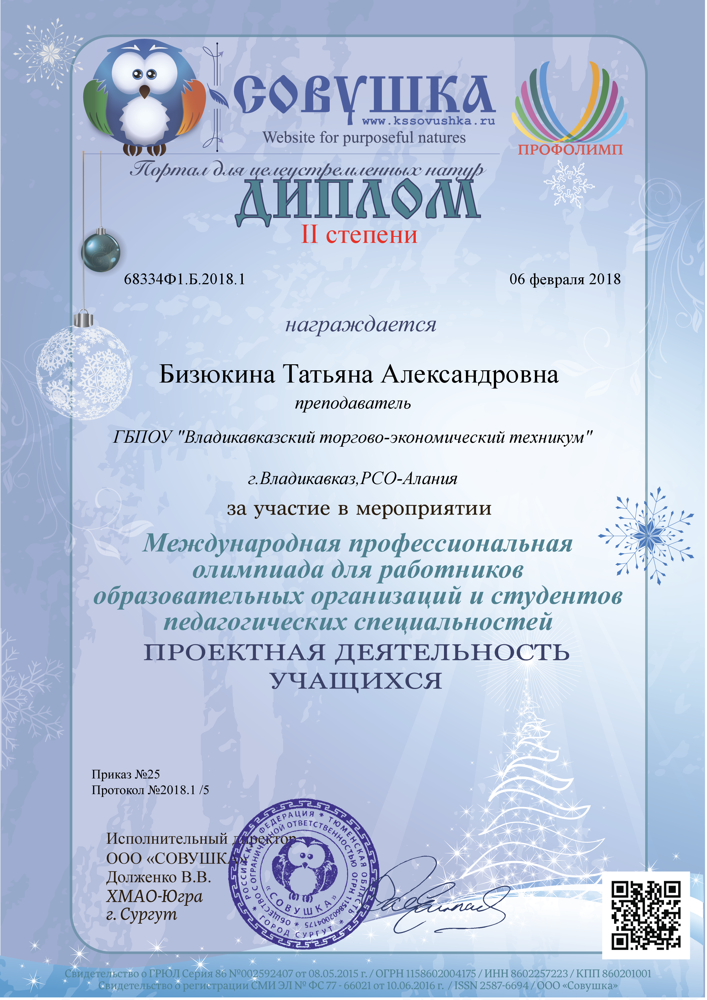 СОВУШКА
www.kssovushka.ru
Website for purposeful natures
ПРОФОЛИМП
Портал для целеустремленных натур
ДИПЛОМ
II степени
68334Ф1.Б.2018.1
06 февраля 2018
награждается
Бизюкина Татьяна Александровна
преподаватель
ГБПОУ "Владикавказский торгово-экономический техникум"
г.Владикавказ,РСО-Алания
за участие в мероприятии
Международная профессиональная
олимпиада для работников
образовательных организаций и студентов
педагогических специальностей
ПРОЕКТНАЯ ДЕЯТЕЛЬНОСТЬ
УЧАЩИХСЯ
Приказ №25
Протокол №2018.1 /5
Исполнительный директор
ООО «СОВУШКА»
Долженко В.В.
ХМАО-Югра
г. Сургут
* РОССИЙСКАЯ ФЕДЕРАЦИЯ * ТЮМЕНСКАЯ ОБЛАСТЬ * ГОРОД СУРГУТ
* ОБЩЕСТВО С ОГРАНИЧЕННОЙ ОТВЕТСТВЕННОСТЬЮ ОГРН 1158602004175
«СОВУШКА»
Свидетельство о ГРЮЛ Серия 86 №002592407 от 08.05.2015 г. / ОГРН 1158602004175 / ИНН 8602257223 / КПП 860201001
Свидетельство о регистрации СМИ ЭЛ № ФС 77 - 66021 от 10.06.2016 г. / ISSN 2587-6694 / ООО «Совушка»